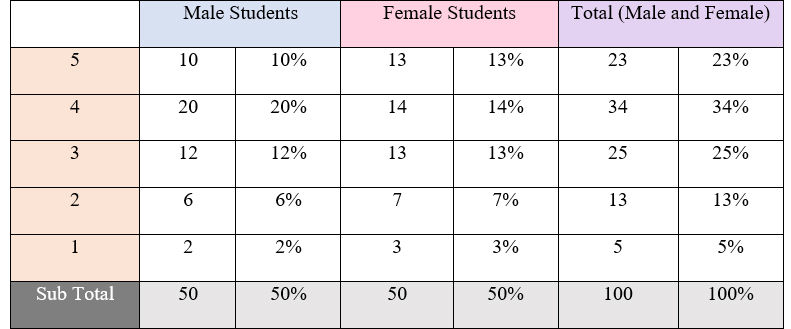 Male Students Female Students Total (Male and Female)
5 10 10% 13 13% 23 23%
4 20 20% 14 14% 34 34%
3 12 12% 13 13% 25 25%
2 6 6% 7 7% 13 13%
1 2 2% 3 3% 5 5%
Sub Total 50 50% 50 50% 100 100%